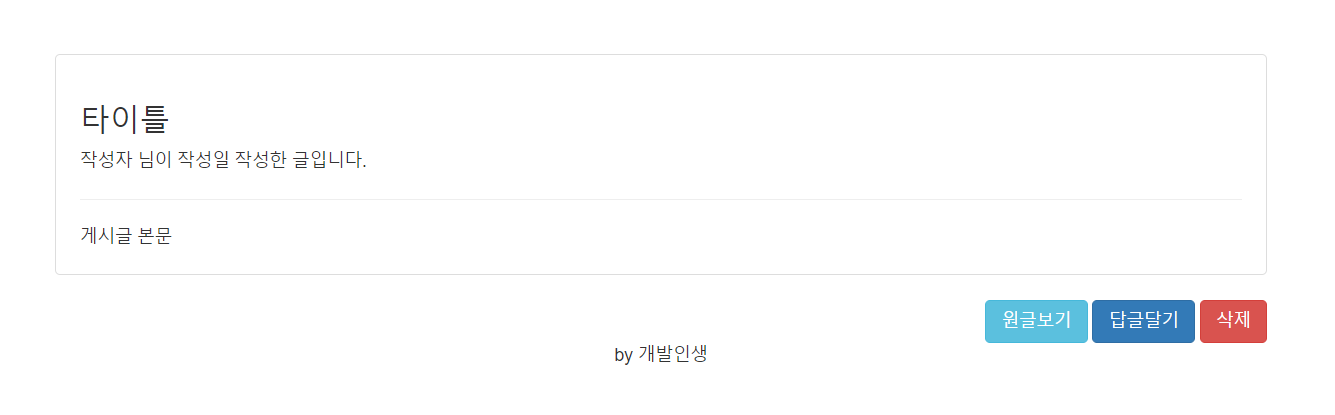 타이틀
작성자 님이 작성일 작성한 글입니다.
게시글 본문
원글보기 답글달기 삭제
by 개발인생